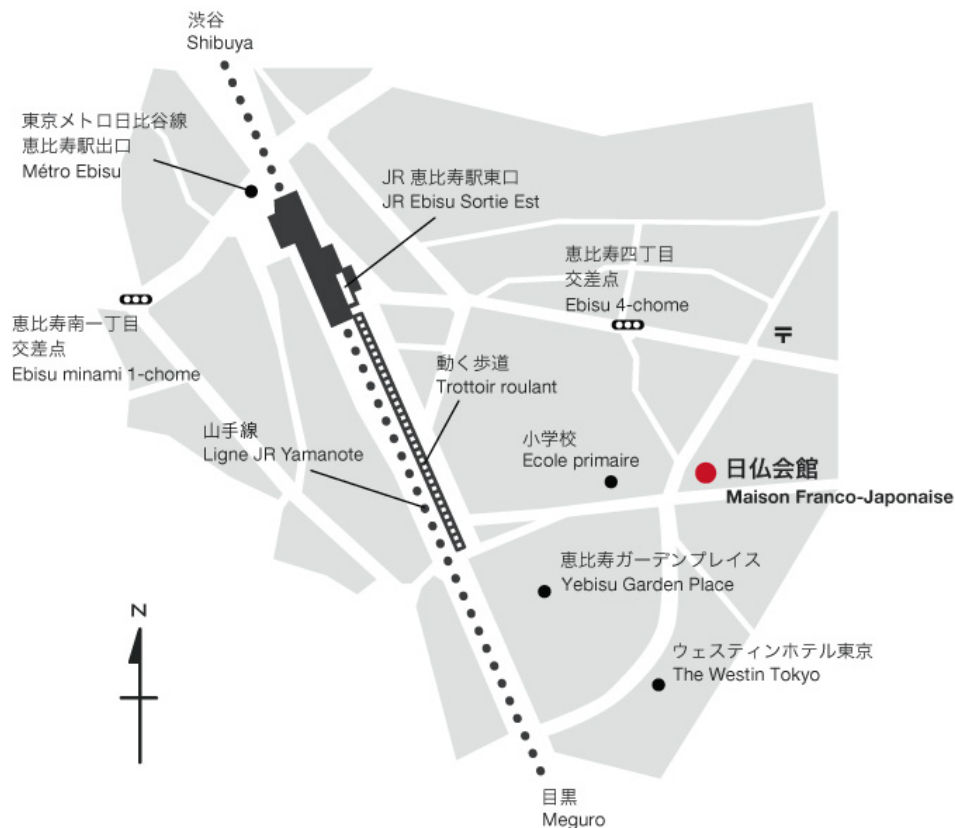 渋谷
Shibuya
東京メトロ日比谷線
恵比寿駅出口
Métro Ebisu
JR 恵比寿駅東口
JR Ebisu Sortie Est
恵比寿四丁目
交差点
Ebisu 4-chome
〒
恵比寿南一丁目
交差点
Ebisu minami 1-chome
動く歩道
Trottoir roulant
山手線
Ligne JR Yamanote
小学校
Ecole primaire
日仏会館
Maison Franco-Japonaise
恵比寿ガーデンプレイス
Yebisu Garden Place
N
ウェスティンホテル東京
The Westin Tokyo
目黒
Meguro